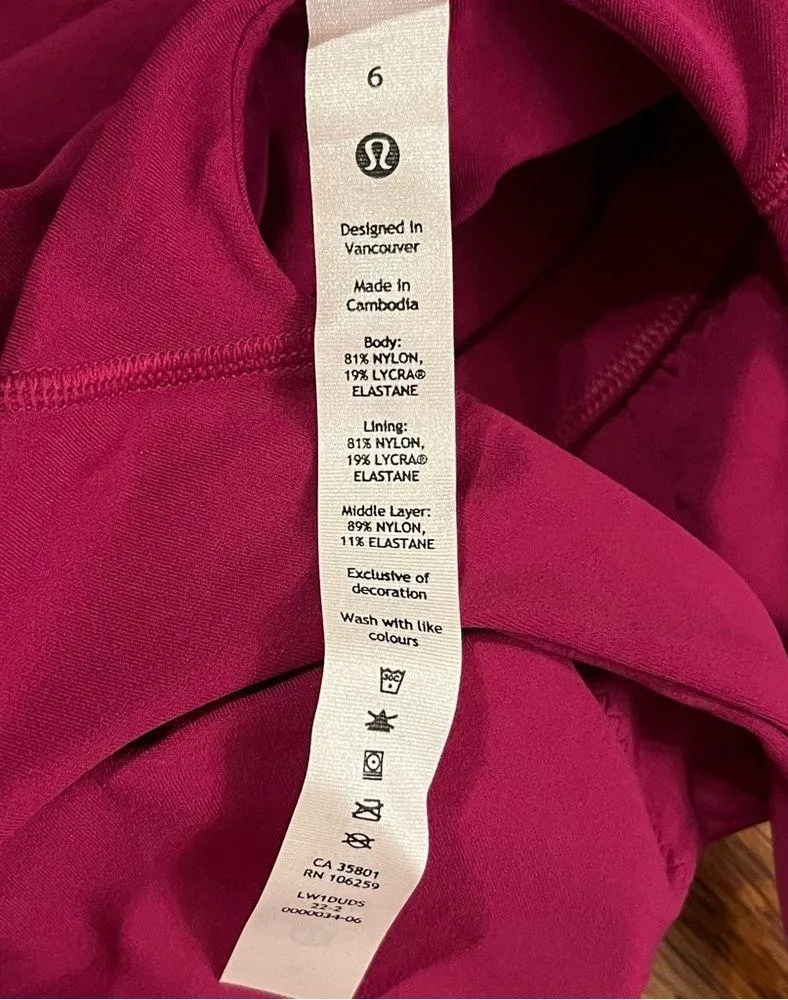 6
Designed in
Vancouver
Made in
Cambodia
Body:
81% NYLON,
19% LYCRA®
ELASTANE
Lining:
81% NYLON,
19% LYCRA®
ELASTANE
Middle Layer:
89% NYLON,
11% ELASTANE
Exclusive of
decoration
Wash with like
colours
30C
CA 35801
RN 106259
LW1DUDS
22-2
0000034-06